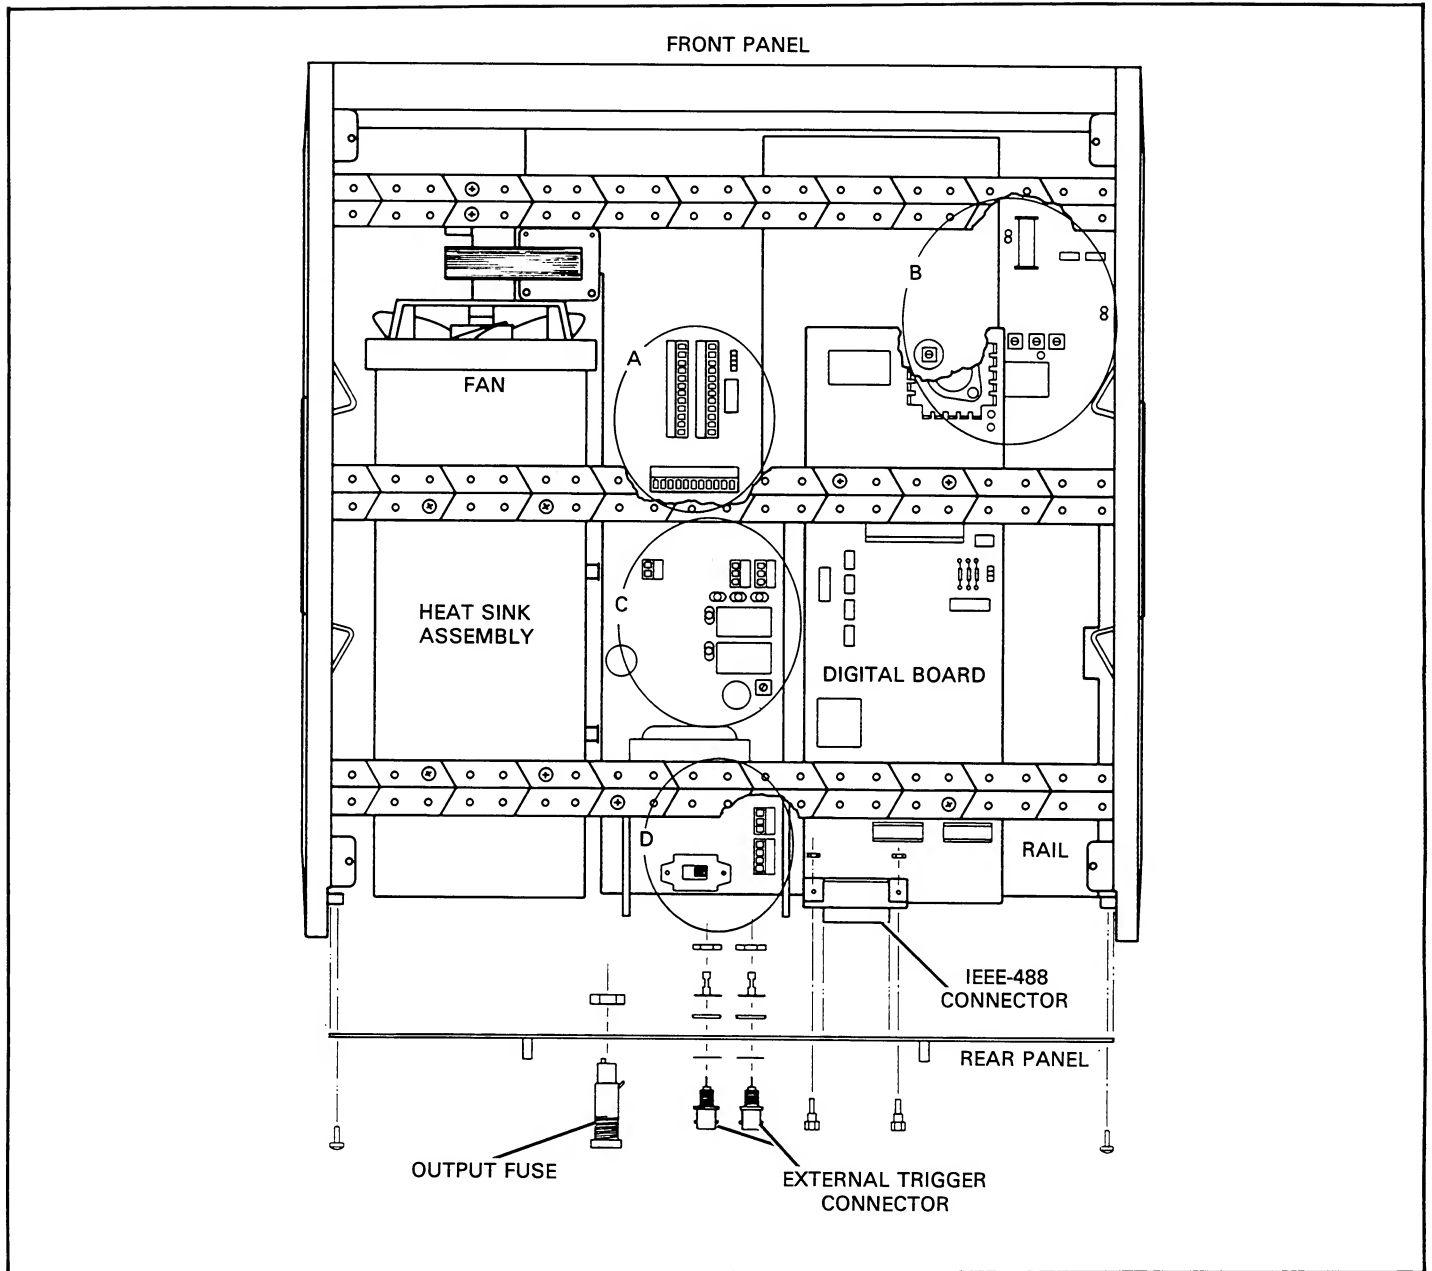 FRONT PANEL
B
A
FAN
C
HEAT SINK
ASSEMBLY
DIGITAL BOARD
D
RAIL
IEEE-488
CONNECTOR
REAR PANEL
OUTPUT FUSE
EXTERNAL TRIGGER
CONNECTOR